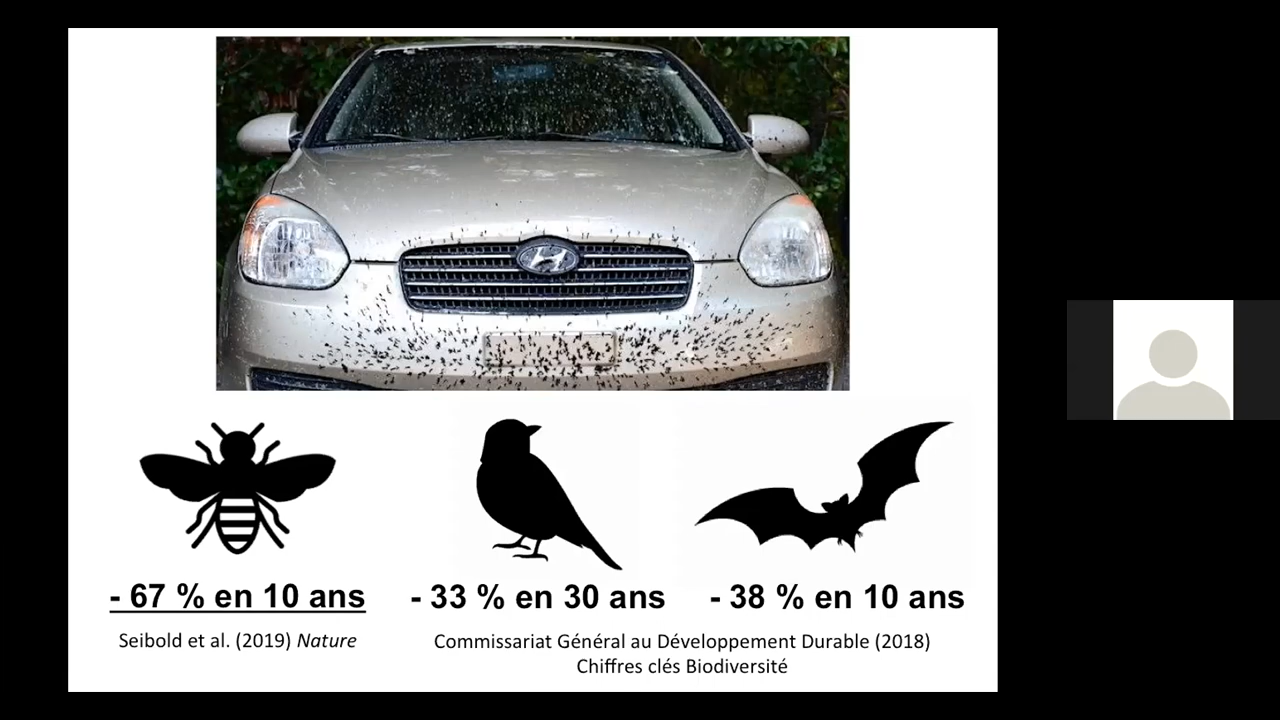 - 67 % en 10 ans
- 33 % en 30 ans
- 38 % en 10 ans
Seibold et al. (2019) Nature
Commissariat Général au Développement Durable (2018)
Chiffres clés Biodiversité